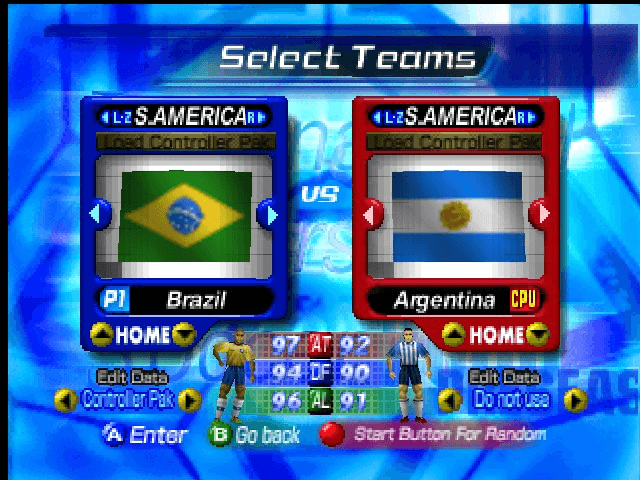 Select Teams
L-Z S.AMERICA R
L-Z S.AMERICA R
Load Controller Pak
Load Controller Pak
US
P1 Brazil
Argentina CPU
HOME
HOME
97 AT 92
94 DF 90
96 AL 91
Edit Data
Controller Pak
Edit Data
Do not use
A Enter
B Go back
Start Button For Random